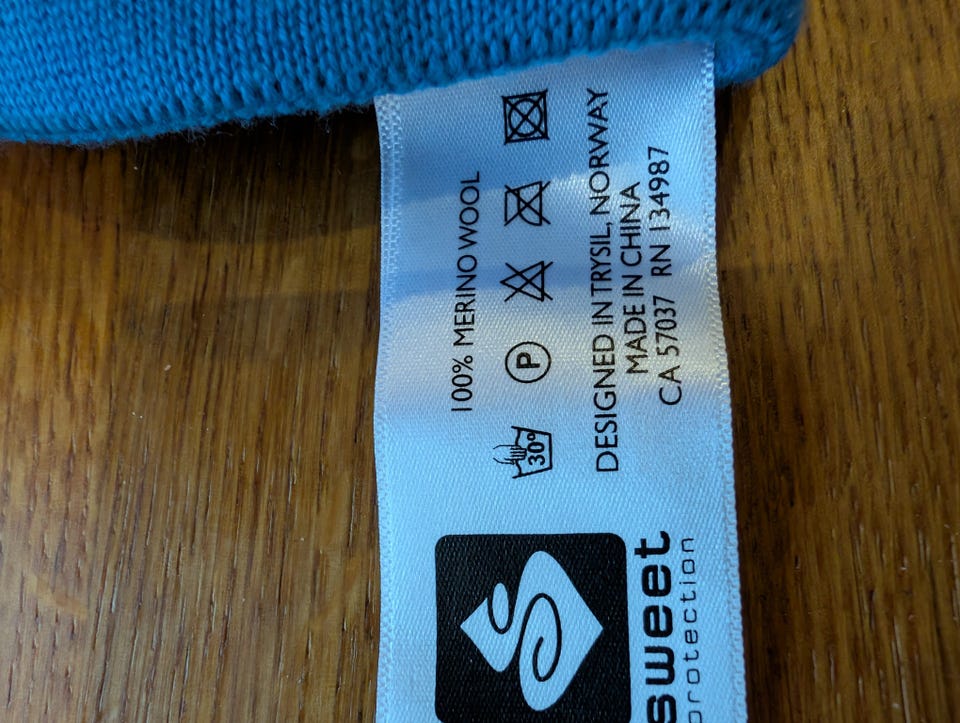 100% MERINO WOOL
30°
P
DESIGNED IN TRYSIL, NORWAY
MADE IN CHINA
CA 57037 RN 134987
sweet
protection